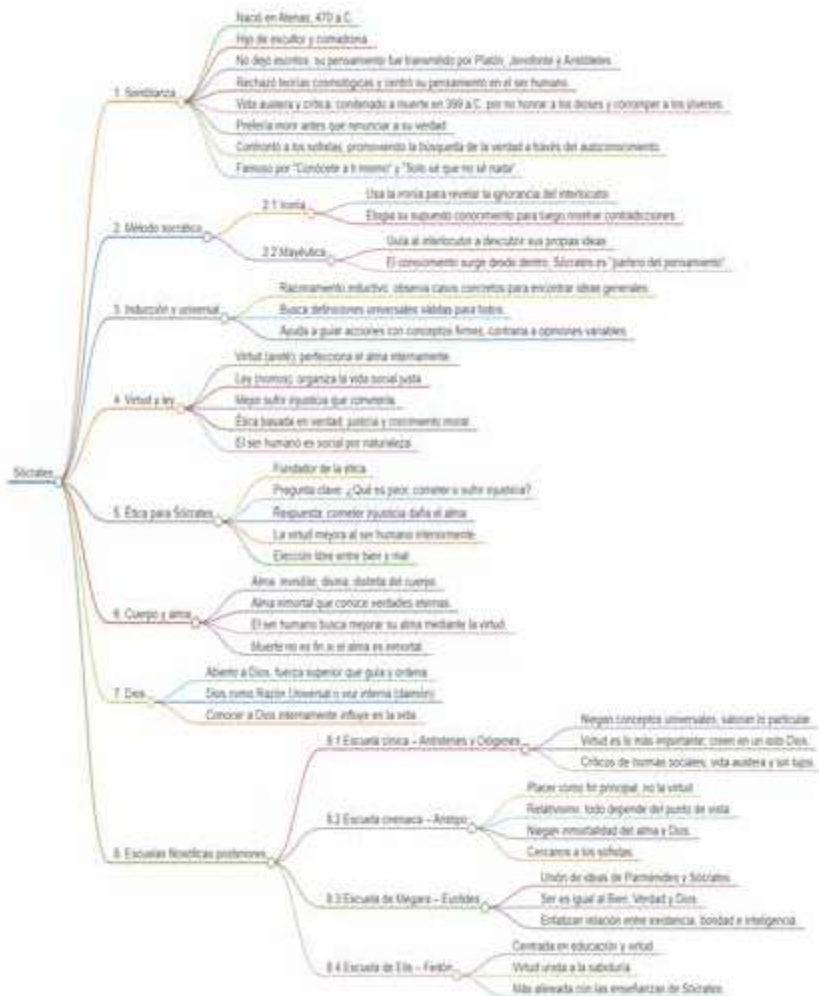 Nació en Atenas, 470 a.C.
Hijo de escultor y comadrona.
No dejó escritos, su pensamiento fue transmitido por Platón, Jenofonte y Aristóteles.
Rechazó teorías cosmológicas y centró su pensamiento en el ser humano.
1. Semblanza
Vida austera y crítica, condenado a muerte en 399 a.C. por no honrar a los dioses y corromper a los jóvenes.
Prefería morir antes que renunciar a su verdad.
Confrontó a los sofistas, promoviendo la búsqueda de la verdad a través del autoconocimiento.
Famoso por "Conócete a ti mismo" y "Solo sé que no sé nada".
2. Método socrático
2.1 Ironía
Usa la ironía para revelar la ignorancia del interlocutor.
Elogia su supuesto conocimiento para luego mostrar contradicciones.
2.2 Mayéutica
Guía al interlocutor a descubrir sus propias ideas.
El conocimiento surge desde dentro, Sócrates es "partero del pensamiento".
3. Inducción y universal
Razonamiento inductivo: observa casos concretos para encontrar ideas generales.
Busca definiciones universales válidas para todos.
Ayuda a guiar acciones con conceptos firmes, contraria a opiniones variables.
4. Virtud y ley
Virtud (areté): perfecciona el alma internamente.
Ley (nomos): organiza la vida social justa.
Mejor sufrir injusticia que cometerla.
Ética basada en verdad, justicia y crecimiento moral.
El ser humano es social por naturaleza.
Sócrates
5. Ética para Sócrates
Fundador de la ética.
Pregunta clave: ¿Qué es peor, cometer o sufrir injusticia?
Respuesta: cometer injusticia daña el alma.
La virtud mejora al ser humano interiormente.
Elección libre entre bien y mal.
6. Cuerpo y alma
Alma: invisible, divina, distinta del cuerpo.
Alma inmortal que conoce verdades eternas.
El ser humano busca mejorar su alma mediante la virtud.
Muerte no es fin si el alma es inmortal.
7. Dios
Abierto a Dios, fuerza superior que guía y ordena.
Dios como Razón Universal o voz interna (daimón).
Conocer a Dios internamente influye en la vida.
8. Escuelas filosóficas posteriores
8.1 Escuela cínica – Antístenes y Diógenes
Niegan conceptos universales, valoran lo particular.
Virtud es lo más importante; creen en un solo Dios.
Críticos de normas sociales, vida austera y sin lujos.
8.2 Escuela cirenaica – Aristipo
Placer como fin principal, no la virtud.
Relativismo: todo depende del punto de vista.
Niegan inmortalidad del alma y Dios.
Cercanos a los sofistas.
8.3 Escuela de Megara – Euclides
Unión de ideas de Parménides y Sócrates.
Ser es igual al Bien, Verdad y Dios.
Enfatizan relación entre existencia, bondad e inteligencia.
8.4 Escuela de Elis – Fedón
Centrada en educación y virtud.
Virtud unida a la sabiduría.
Más alineada con las enseñanzas de Sócrates.